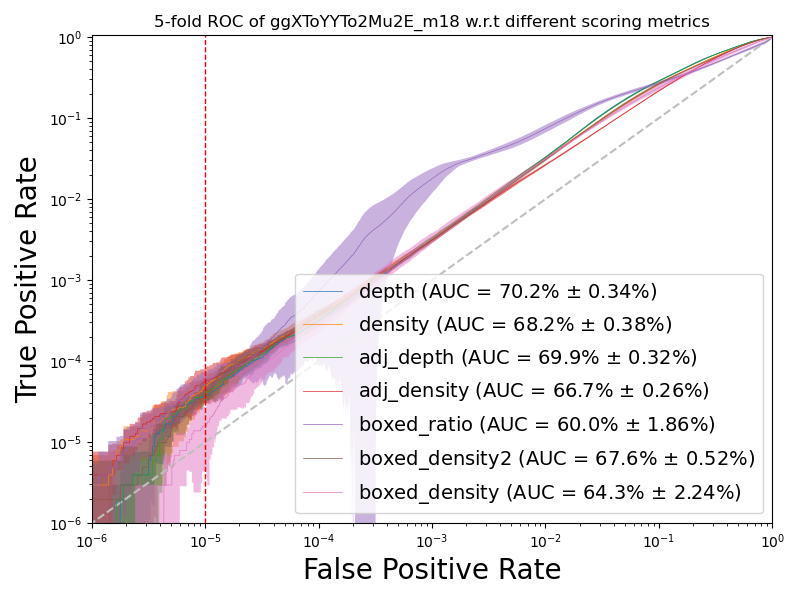 5-fold ROC of ggXToYYTo2Mu2E_m18 w.r.t different scoring metrics
True Positive Rate
10⁰
10⁻¹
10⁻²
10⁻³
10⁻⁴
10⁻⁵
10⁻⁶
depth (AUC = 70.2% ± 0.34%)
density (AUC = 68.2% ± 0.38%)
adj_depth (AUC = 69.9% ± 0.32%)
adj_density (AUC = 66.7% ± 0.26%)
boxed_ratio (AUC = 60.0% ± 1.86%)
boxed_density2 (AUC = 67.6% ± 0.52%)
boxed_density (AUC = 64.3% ± 2.24%)
10⁻⁶ 10⁻⁵ 10⁻⁴ 10⁻³ 10⁻² 10⁻¹ 10⁰
False Positive Rate